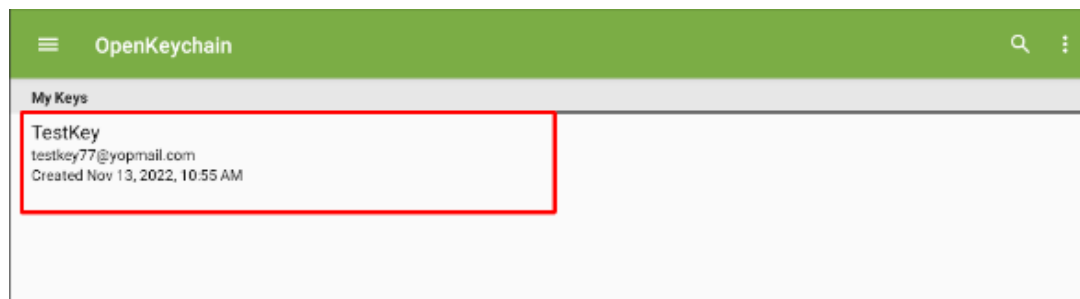 OpenKeychain
My Keys
TestKey
testkey77@yopmail.com
Created Nov 13, 2022, 10:55 AM